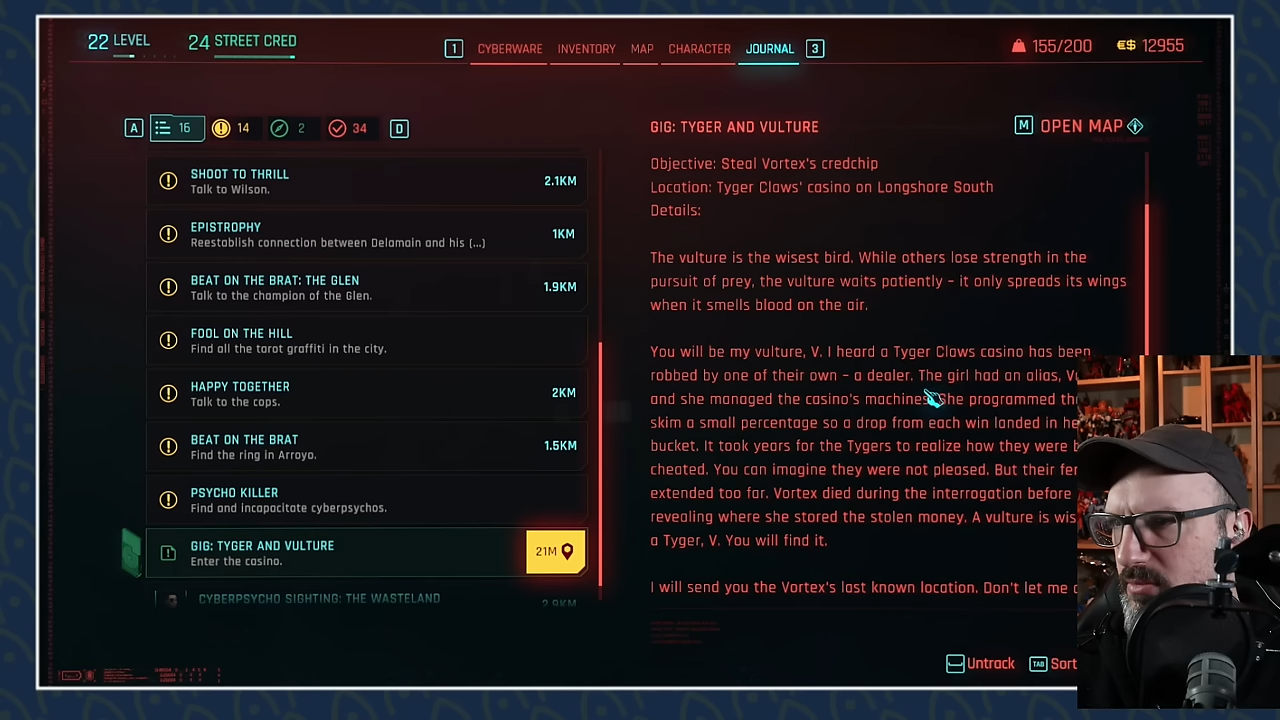 22 LEVEL
24 STREET CRED
1 CYBERWARE INVENTORY MAP CHARACTER JOURNAL 3
155/200
€$ 12955
A 16 14 2 34 D
SHOOT TO THRILL
Talk to Wilson.
2.1KM
EPISTROPHY
Reestablish connection between Delamain and his (...)
1KM
BEAT ON THE BRAT: THE GLEN
Talk to the champion of the Glen.
1.9KM
FOOL ON THE HILL
Find all the tarot graffiti in the city.
HAPPY TOGETHER
Talk to the cops.
2KM
BEAT ON THE BRAT
Find the ring in Arroyo.
1.5KM
PSYCHO KILLER
Find and incapacitate cyberpsychos.
GIG: TYGER AND VULTURE
Enter the casino.
21M
CYBERPSYCHO SIGHTING: THE WASTELAND
2.9KM
GIG: TYGER AND VULTURE
M OPEN MAP
Objective: Steal Vortex's credchip
Location: Tyger Claws' casino on Longshore South
Details:
The vulture is the wisest bird. While others lose strength in the
pursuit of prey, the vulture waits patiently – it only spreads its wings
when it smells blood on the air.
You will be my vulture, V. I heard a Tyger Claws casino has been
robbed by one of their own – a dealer. The girl had an alias,
and she managed the casino's machines. She programmed
skim a small percentage so a drop from each win landed in
bucket. It took years for the Tygers to realize how they were
cheated. You can imagine they were not pleased. But their
extended too far. Vortex died during the interrogation before
revealing where she stored the stolen money. A vulture is
a Tyger, V. You will find it.
I will send you the Vortex's last known location. Don't let me
Untrack
TAB Sort